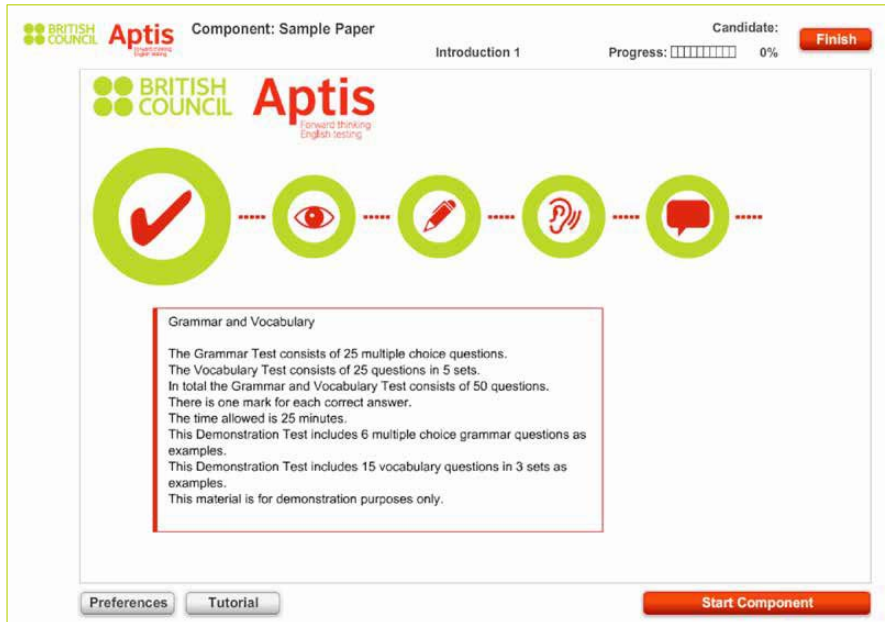 BRITISH
COUNCIL
Aptis
Forward thinking
English testing
Component: Sample Paper
Introduction 1
Candidate:
Progress: 0%
Finish
BRITISH
COUNCIL
Aptis
Forward thinking
English testing
Grammar and Vocabulary
The Grammar Test consists of 25 multiple choice questions.
The Vocabulary Test consists of 25 questions in 5 sets.
In total the Grammar and Vocabulary Test consists of 50 questions.
There is one mark for each correct answer.
The time allowed is 25 minutes.
This Demonstration Test includes 6 multiple choice grammar questions as
examples.
This Demonstration Test includes 15 vocabulary questions in 3 sets as
examples.
This material is for demonstration purposes only.
Preferences
Tutorial
Start Component